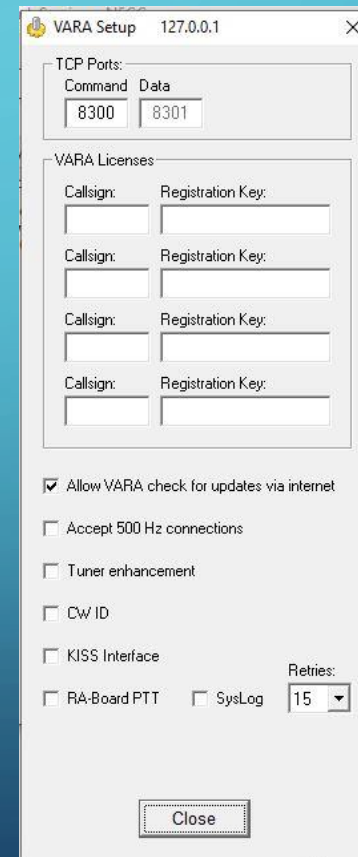 VARA Setup 127.0.0.1
TCP Ports:
Command Data
8300 8301
VARA Licenses
Callsign: Registration Key:
Callsign: Registration Key:
Callsign: Registration Key:
Callsign: Registration Key:
Allow VARA check for updates via internet
Accept 500 Hz connections
Tuner enhancement
CW ID
KISS Interface
Retries:
RA-Board PTT SysLog 15
Close